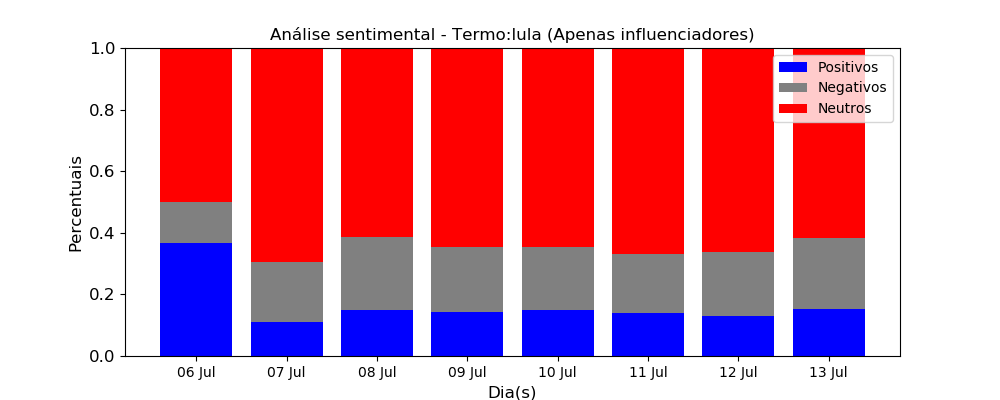 Análise sentimental - Termo:lula (Apenas influenciadores)
Percentuais
1.0
0.8
0.6
0.4
0.2
0.0
Positivos
Negativos
Neutros
06 Jul 07 Jul 08 Jul 09 Jul 10 Jul 11 Jul 12 Jul 13 Jul
Dia(s)